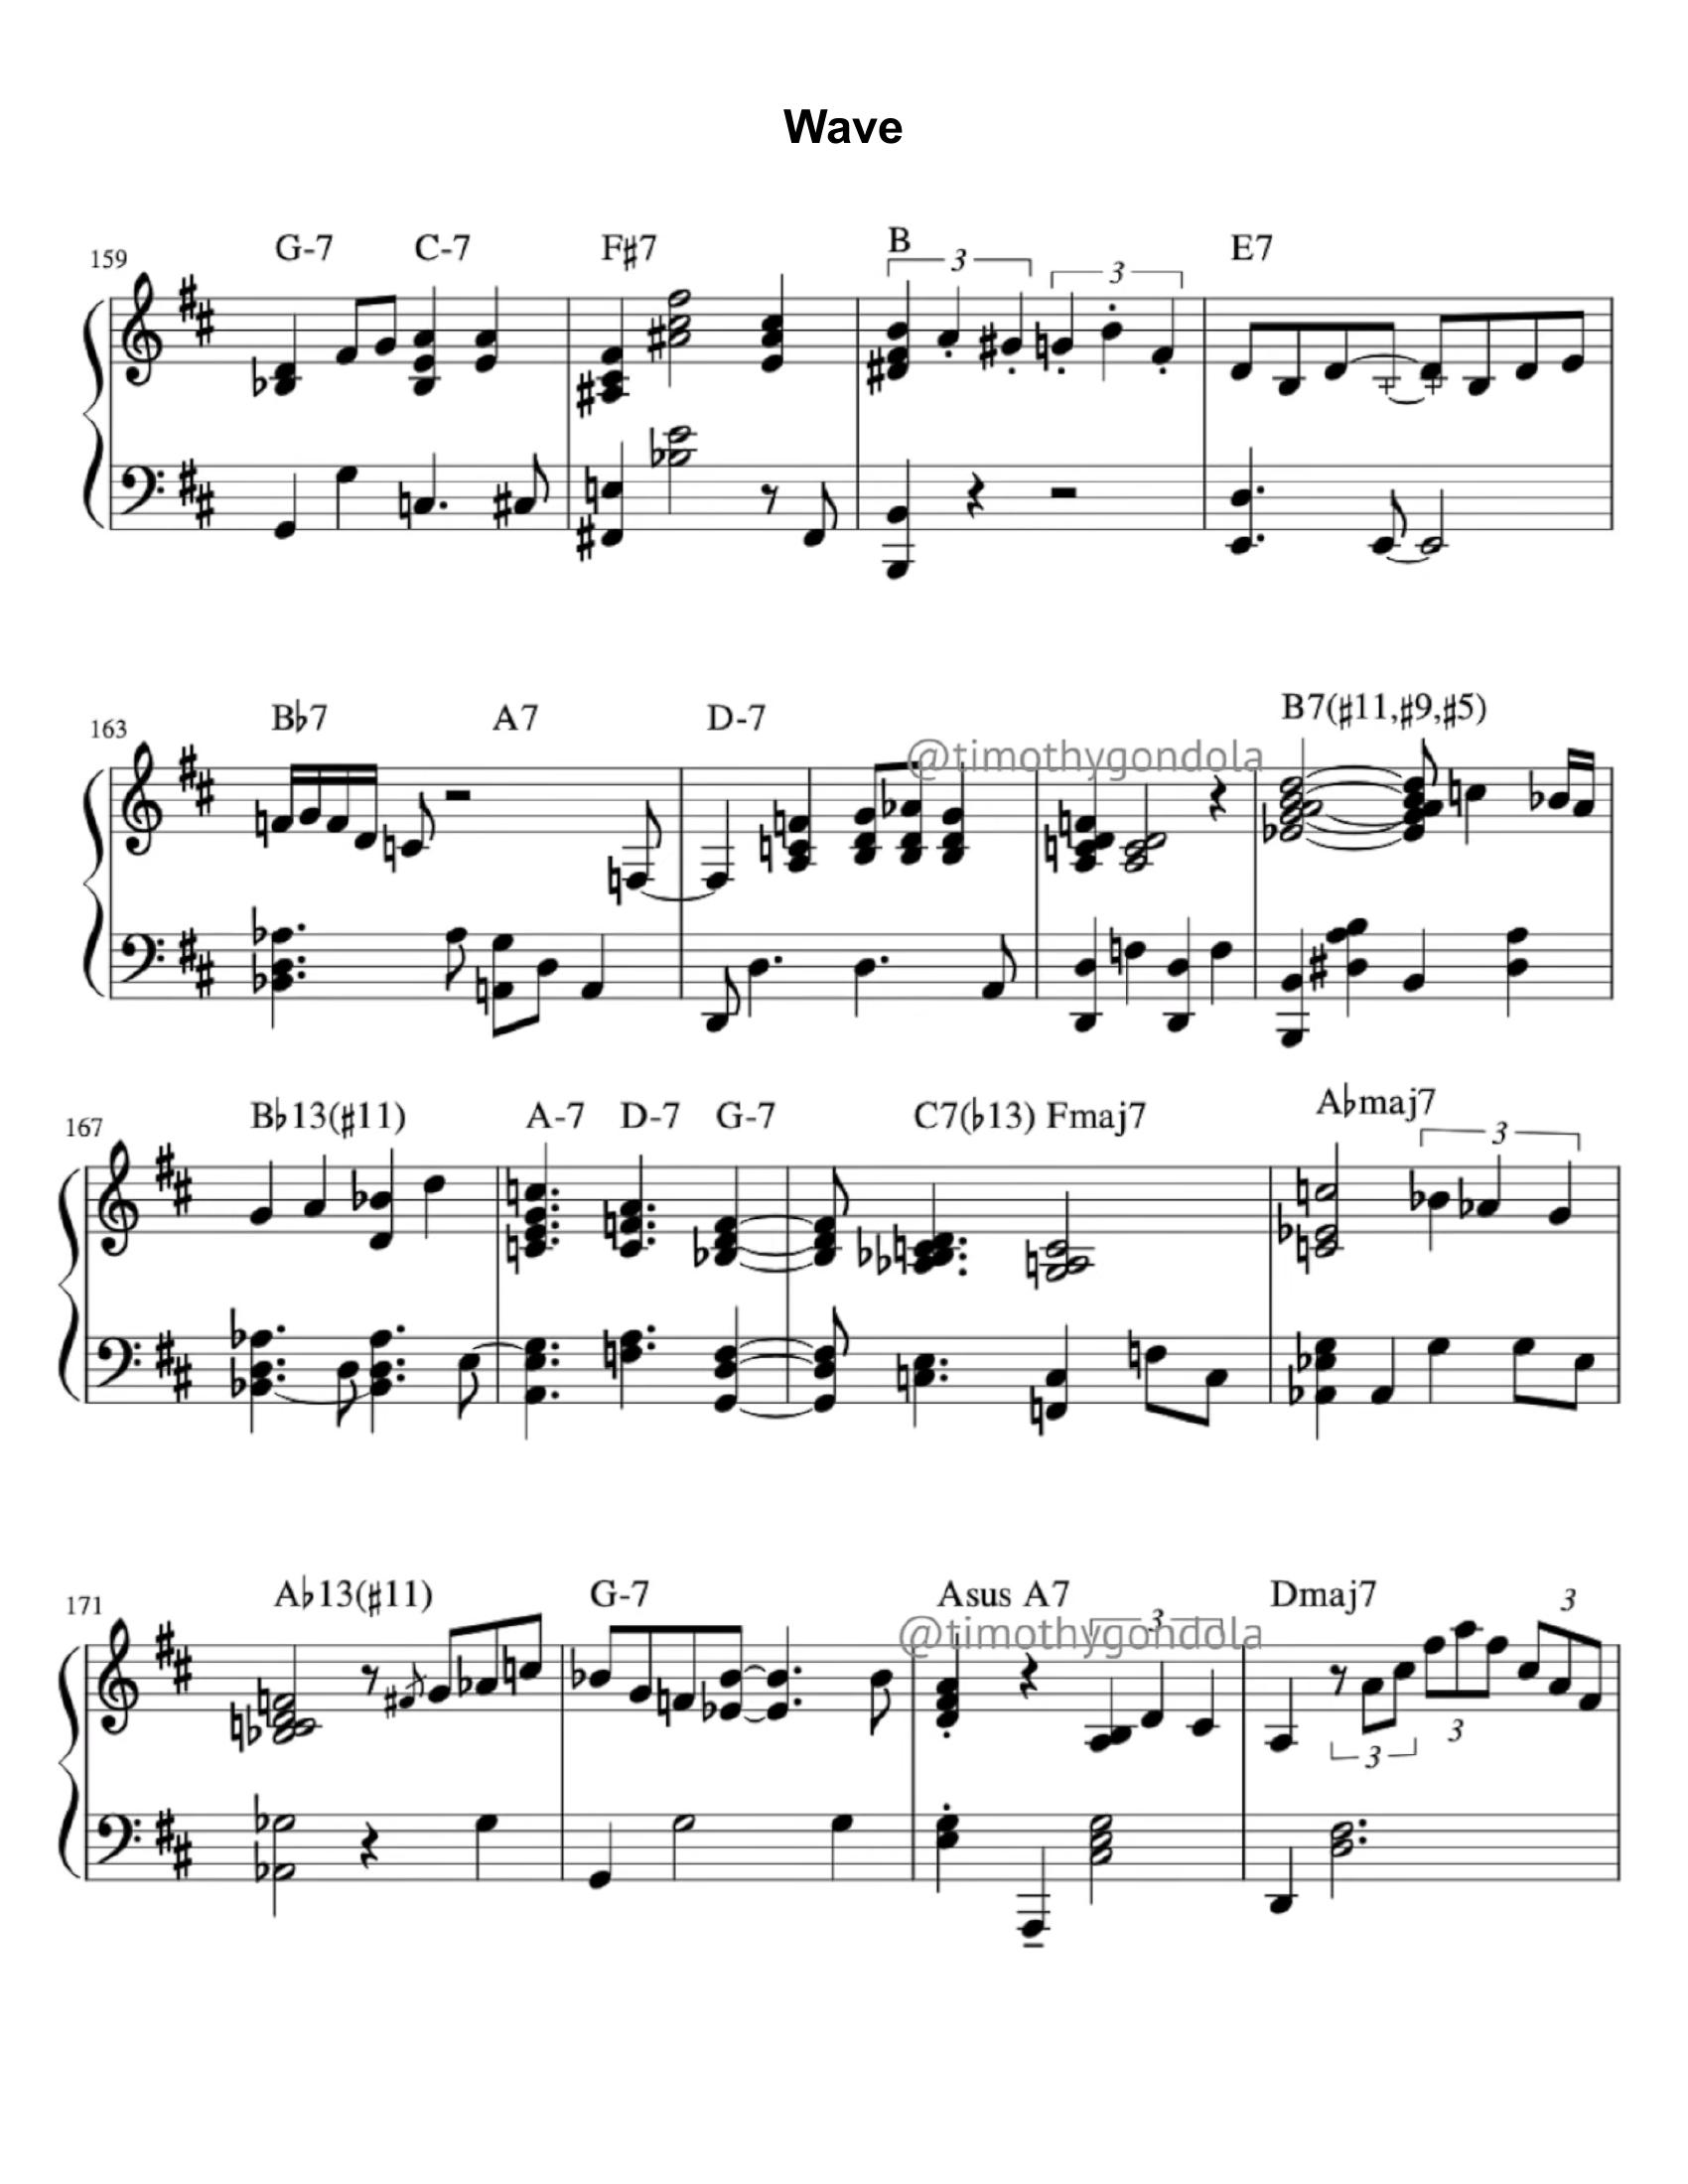 Wave
159 G-7 C-7 F♯7 B E7
3 3
163 B♭7 A7 D-7 B7(♯11,♯9,♯5)
@timothygondola
167 B♭13(♯11) A-7 D-7 G-7 C7(♭13) Fmaj7 A♭maj7
3
171 A♭13(♯11) G-7 Asus A7 Dmaj7
@timothygondola
3 3
3 3